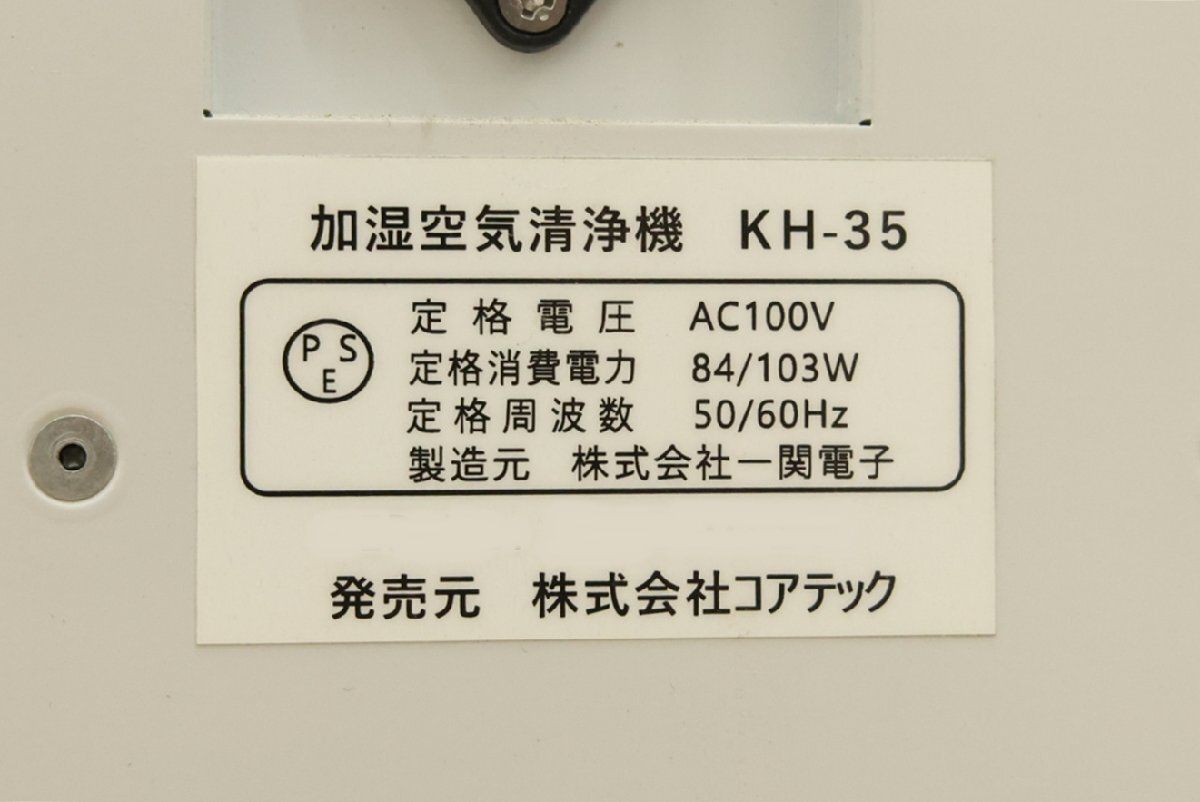 加湿空気清浄機 KH-35
PSE
定格電圧 AC100V
定格消費電力 84/103W
定格周波数 50/60Hz
製造元 株式会社一関電子
発売元 株式会社コアテック